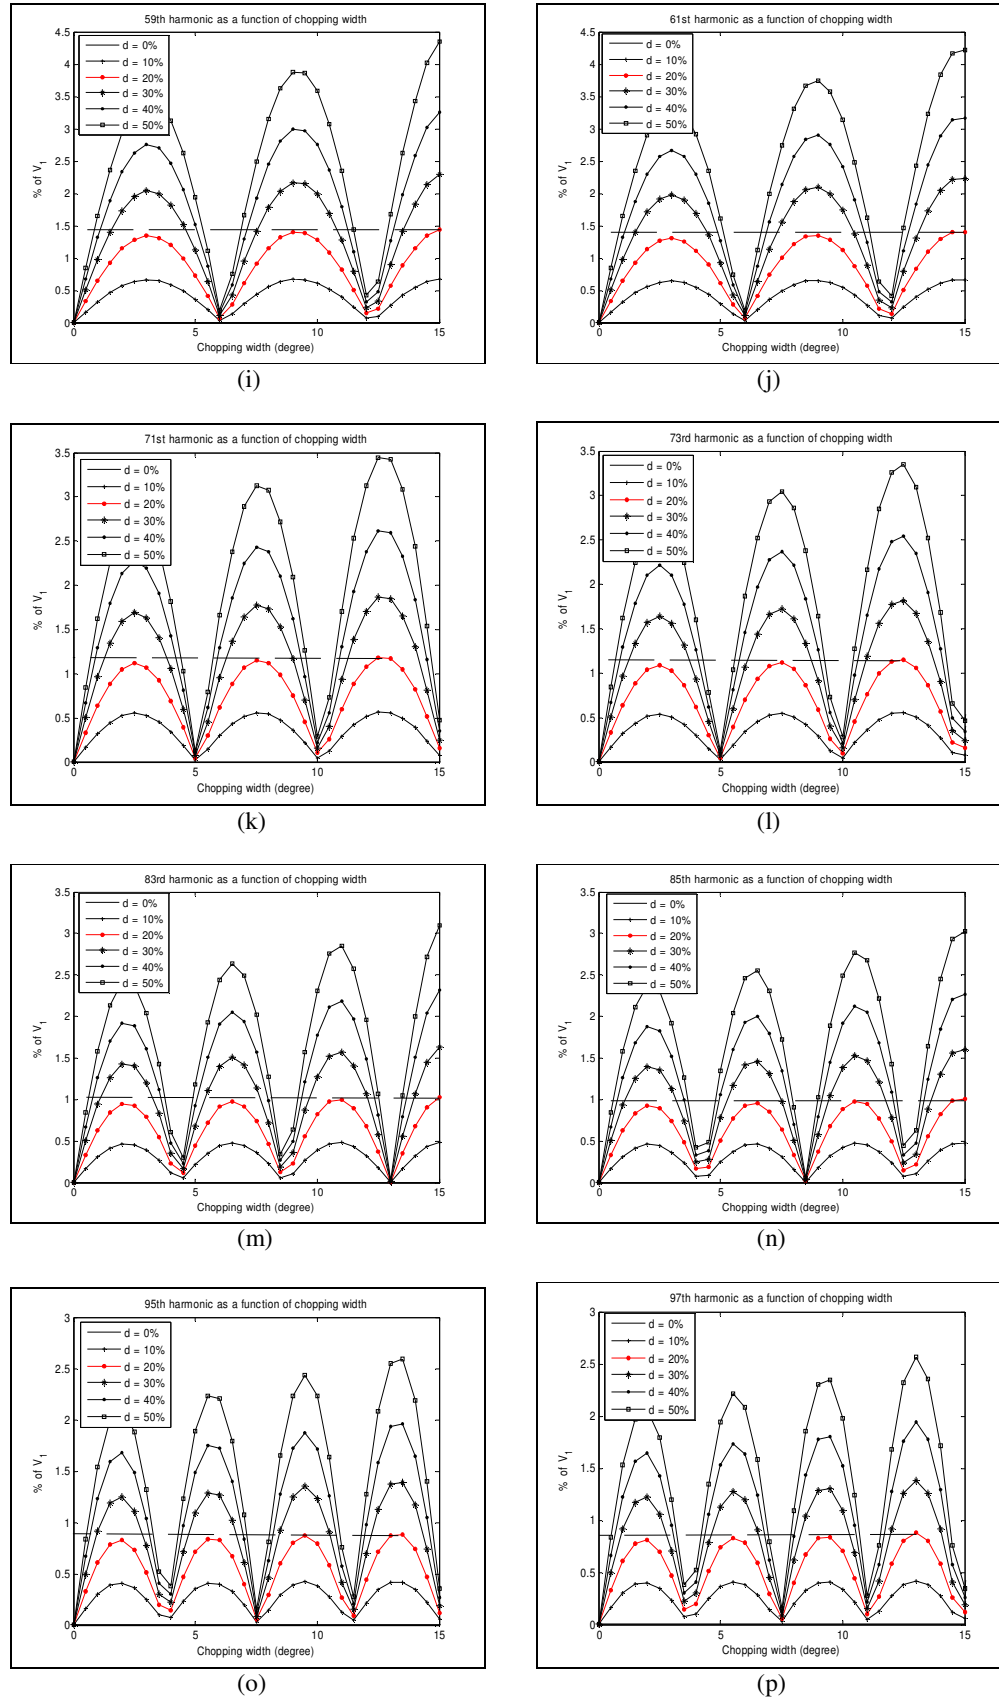 59th harmonic as a function of chopping width
% of V1
4.5
4
3.5
3
2.5
2
1.5
1
0.5
0
d = 0%
d = 10%
d = 20%
d = 30%
d = 40%
d = 50%
0 5 10 15
Chopping width (degree)
(i)
61st harmonic as a function of chopping width
% of V1
4.5
4
3.5
3
2.5
2
1.5
1
0.5
0
d = 0%
d = 10%
d = 20%
d = 30%
d = 40%
d = 50%
0 5 10 15
Chopping width (degree)
(j)
71st harmonic as a function of chopping width
% of V1
3.5
3
2.5
2
1.5
1
0.5
0
d = 0%
d = 10%
d = 20%
d = 30%
d = 40%
d = 50%
0 5 10 15
Chopping width (degree)
(k)
73rd harmonic as a function of chopping width
% of V1
3.5
3
2.5
2
1.5
1
0.5
0
d = 0%
d = 10%
d = 20%
d = 30%
d = 40%
d = 50%
0 5 10 15
Chopping width (degree)
(l)
83rd harmonic as a function of chopping width
% of V1
3.5
3
2.5
2
1.5
1
0.5
0
d = 0%
d = 10%
d = 20%
d = 30%
d = 40%
d = 50%
0 5 10 15
Chopping width (degree)
(m)
85th harmonic as a function of chopping width
% of V1
3.5
3
2.5
2
1.5
1
0.5
0
d = 0%
d = 10%
d = 20%
d = 30%
d = 40%
d = 50%
0 5 10 15
Chopping width (degree)
(n)
95th harmonic as a function of chopping width
% of V1
3
2.5
2
1.5
1
0.5
0
d = 0%
d = 10%
d = 20%
d = 30%
d = 40%
d = 50%
0 5 10 15
Chopping width (degree)
(o)
97th harmonic as a function of chopping width
% of V1
3
2.5
2
1.5
1
0.5
0
d = 0%
d = 10%
d = 20%
d = 30%
d = 40%
d = 50%
0 5 10 15
Chopping width (degree)
(p)